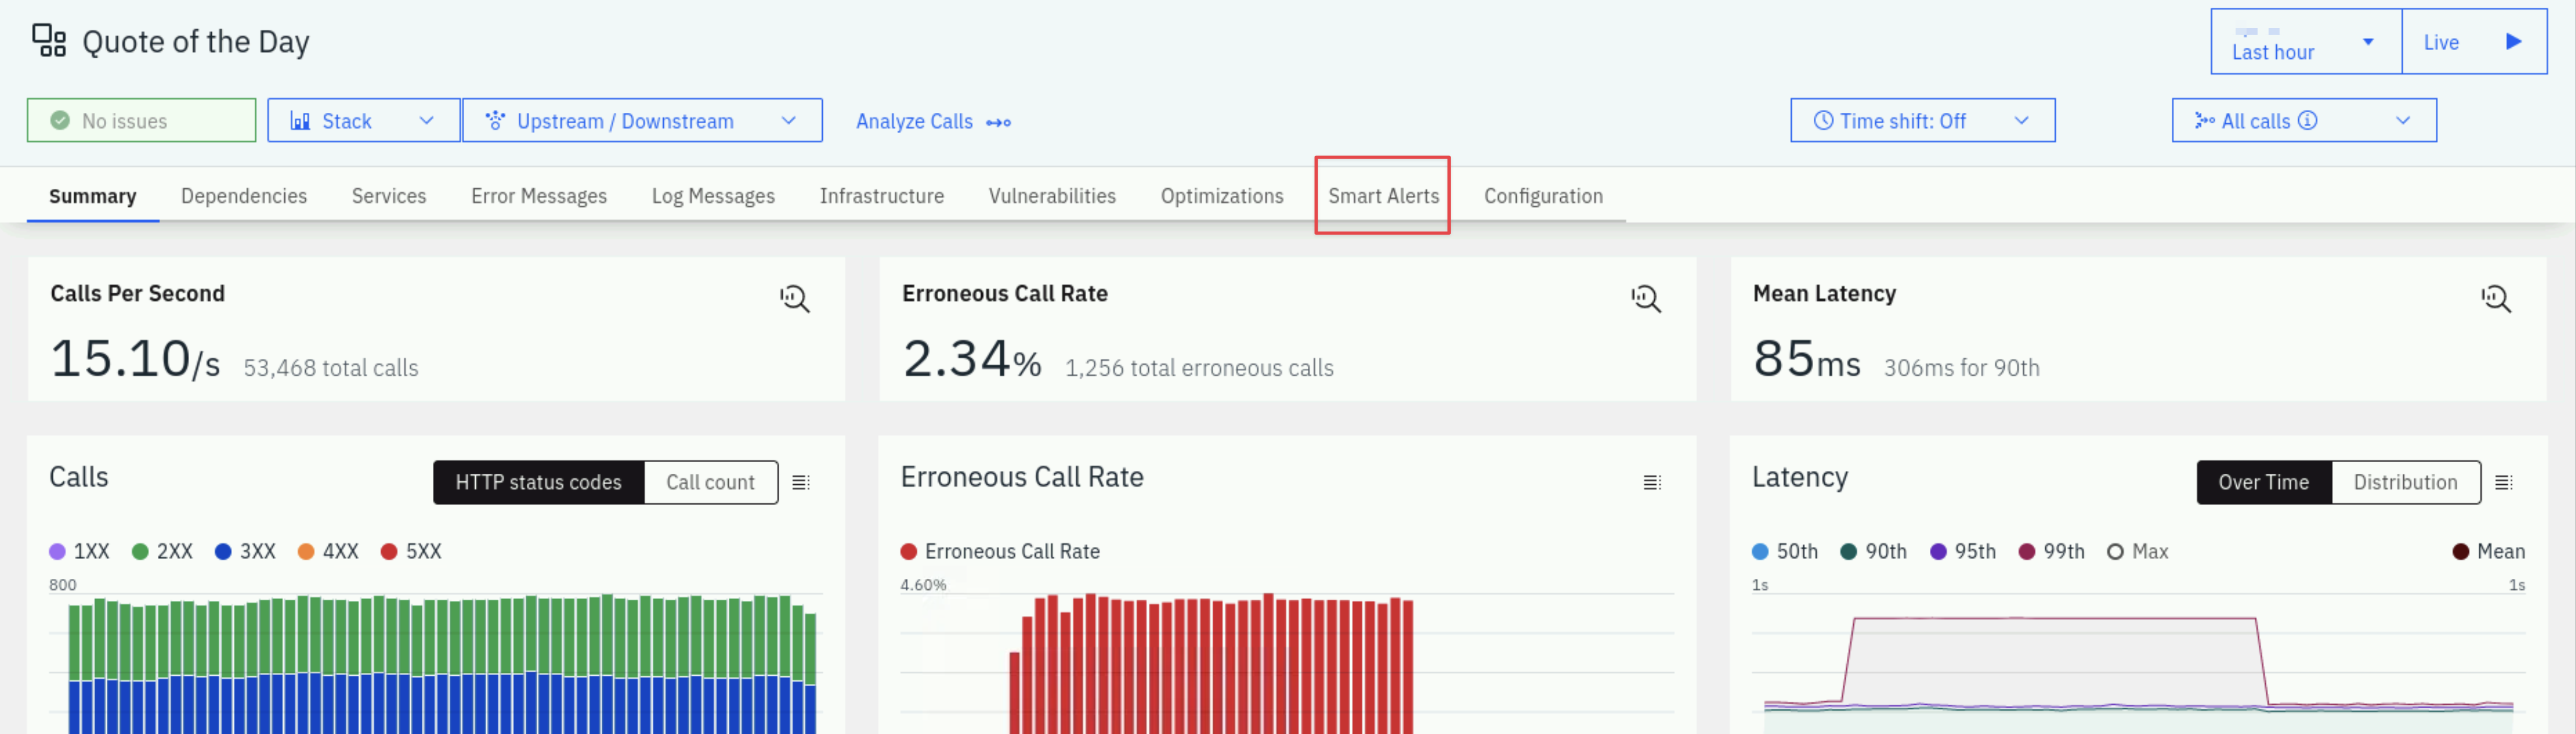 Quote of the Day
Last hour
Live
No issues
Stack
Upstream / Downstream
Analyze Calls
Time shift: Off
All calls
Summary
Dependencies
Services
Error Messages
Log Messages
Infrastructure
Vulnerabilities
Optimizations
Smart Alerts
Configuration
Calls Per Second
15.10/s 53,468 total calls
Erroneous Call Rate
2.34% 1,256 total erroneous calls
Mean Latency
85ms 306ms for 90th
Calls
HTTP status codes
Call count
1XX 2XX 3XX 4XX 5XX
800
Erroneous Call Rate
Erroneous Call Rate
4.60%
Latency
Over Time
Distribution
50th 90th 95th 99th Max Mean
1s 1s